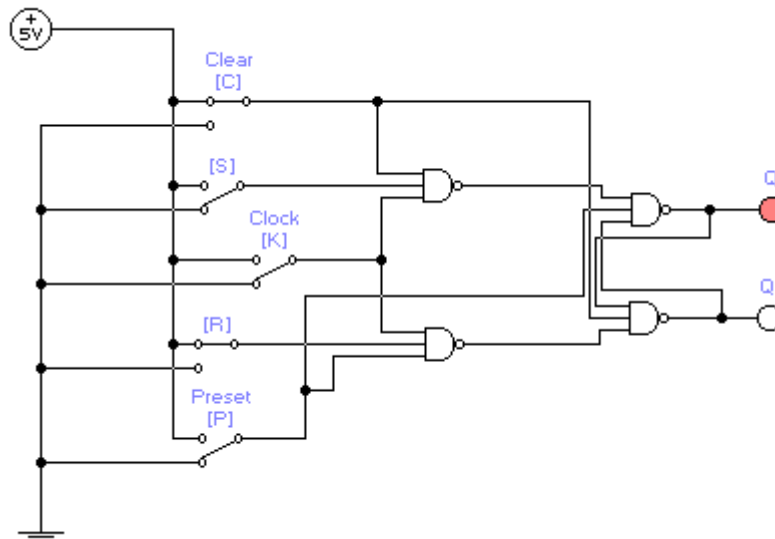 +
5V
Clear
[C]
[S]
Clock
[K]
[R]
Preset
[P]
Q
Q